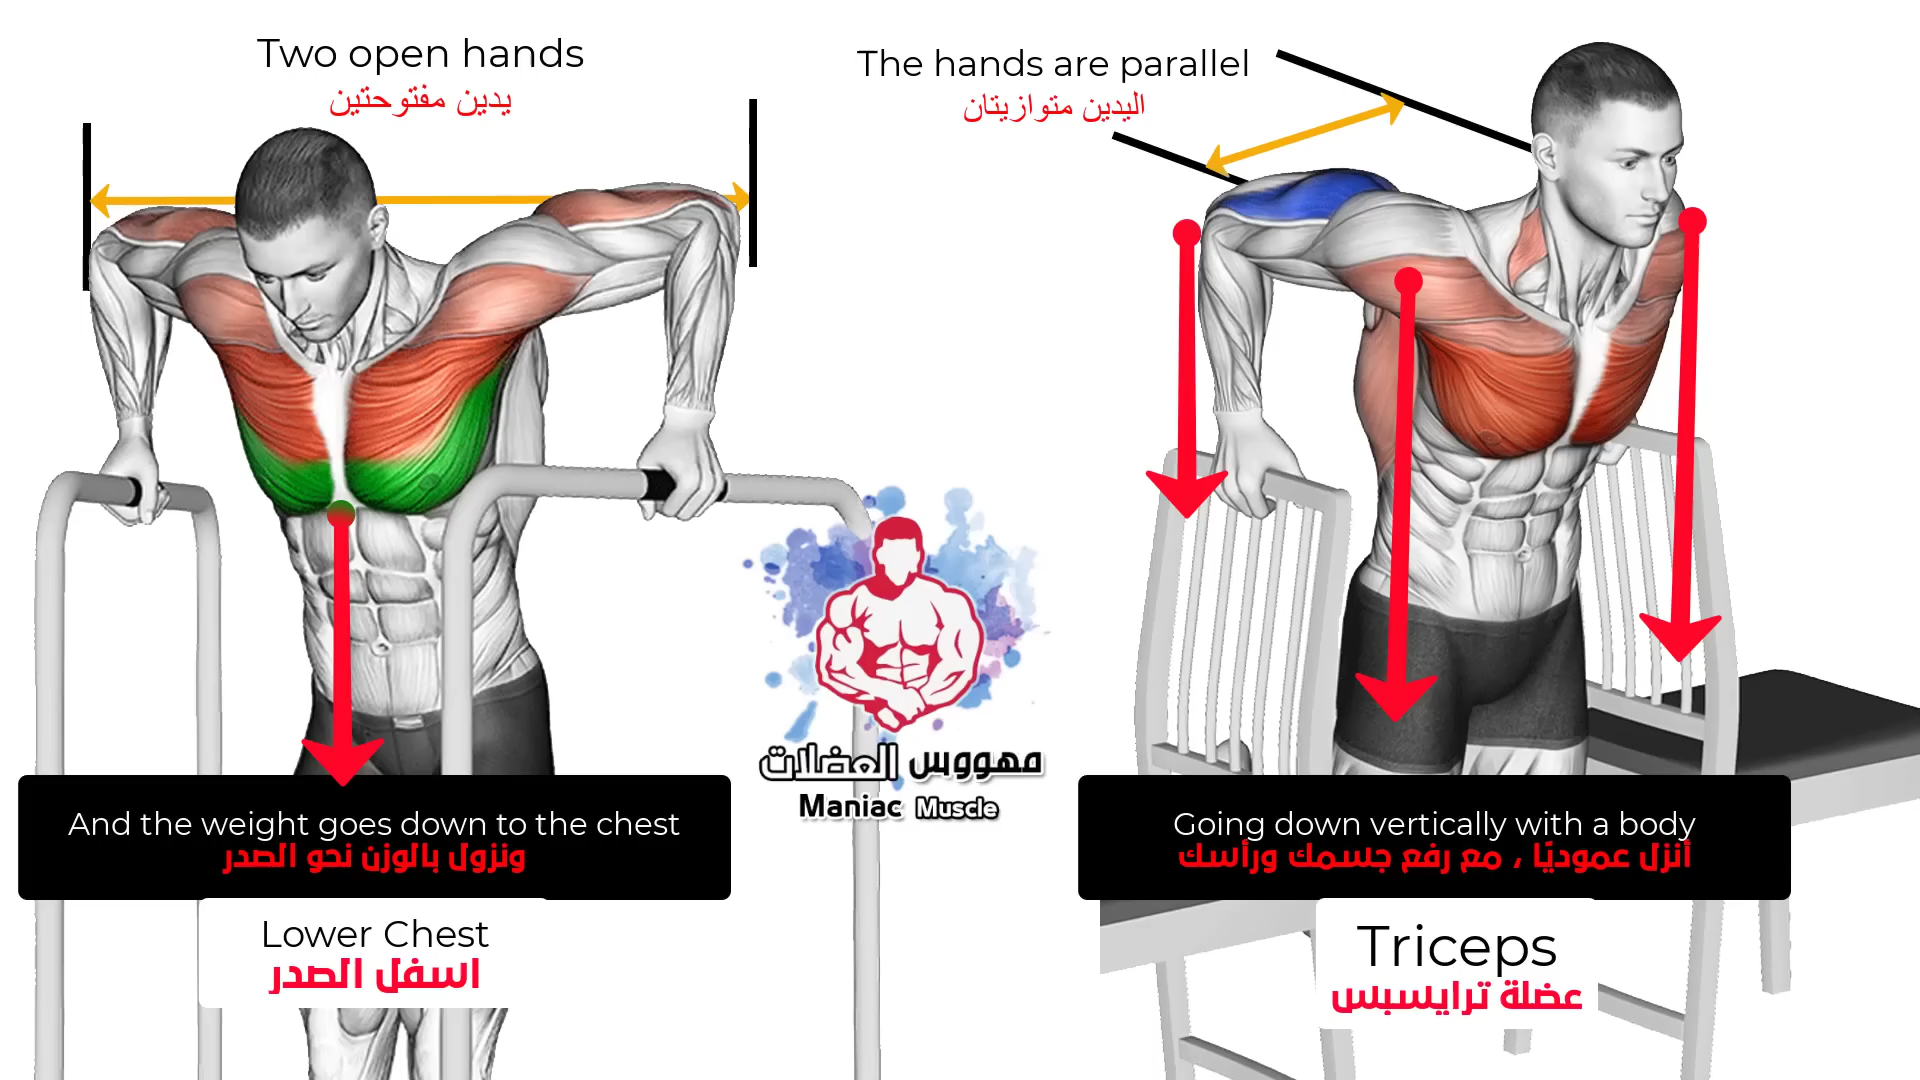 Two open hands
يدين مفتوحتين
The hands are parallel
اليدين متوازيتان
مهووس العضلات
Maniac Muscle
And the weight goes down to the chest
ونزول بالوزن نحو الصدر
Lower Chest
اسفل الصدر
Going down vertically with a body
أنزل عموديًا ، مع رفع جسمك ورأسك
Triceps
عضلة ترايسبس